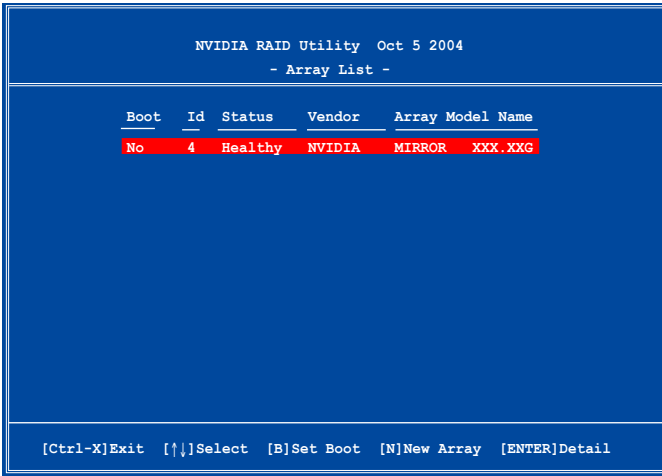 NVIDIA RAID Utility Oct 5 2004
- Array List -
Boot Id Status Vendor Array Model Name
No 4 Healthy NVIDIA MIRROR XXX.XXG
[Ctrl-X]Exit [↑↓]Select [B]Set Boot [N]New Array [ENTER]Detail